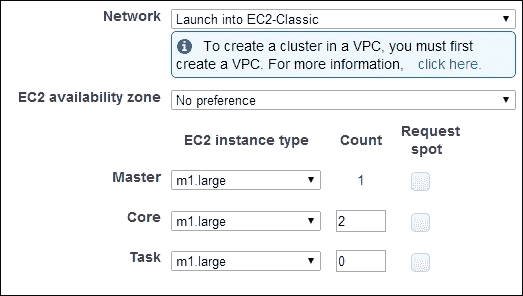 Network Launch into EC2-Classic
To create a cluster in a VPC, you must first
create a VPC. For more information, click here.
EC2 availability zone No preference
EC2 instance type Count Request spot
Master m1.large 1
Core m1.large 2
Task m1.large 0